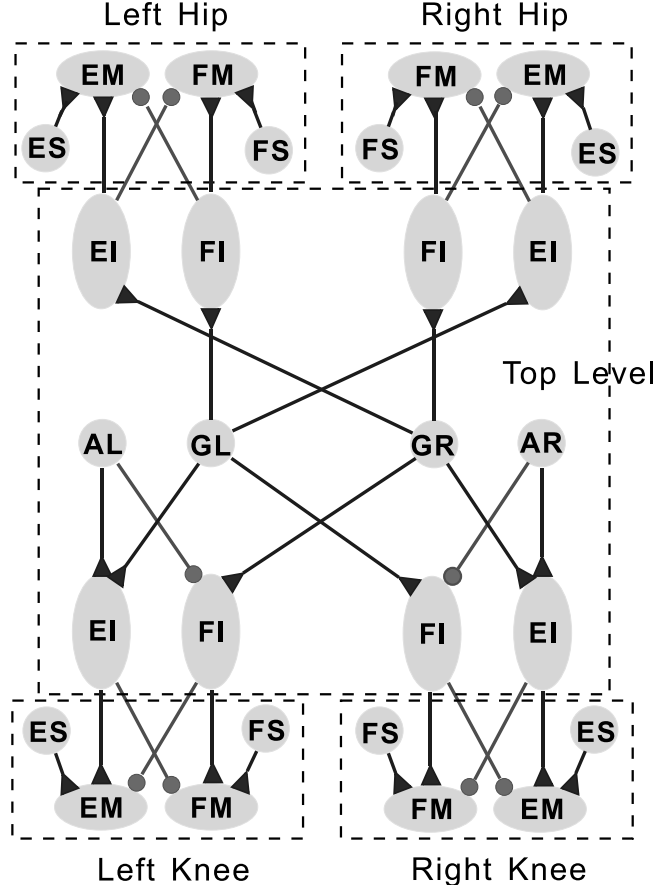 Left Hip Right Hip
EM FM FM EM
ES FS FS ES
EI FI FI EI
Top Level
AL GL GR AR
EI FI FI EI
ES FS FS ES
EM FM FM EM
Left Knee Right Knee